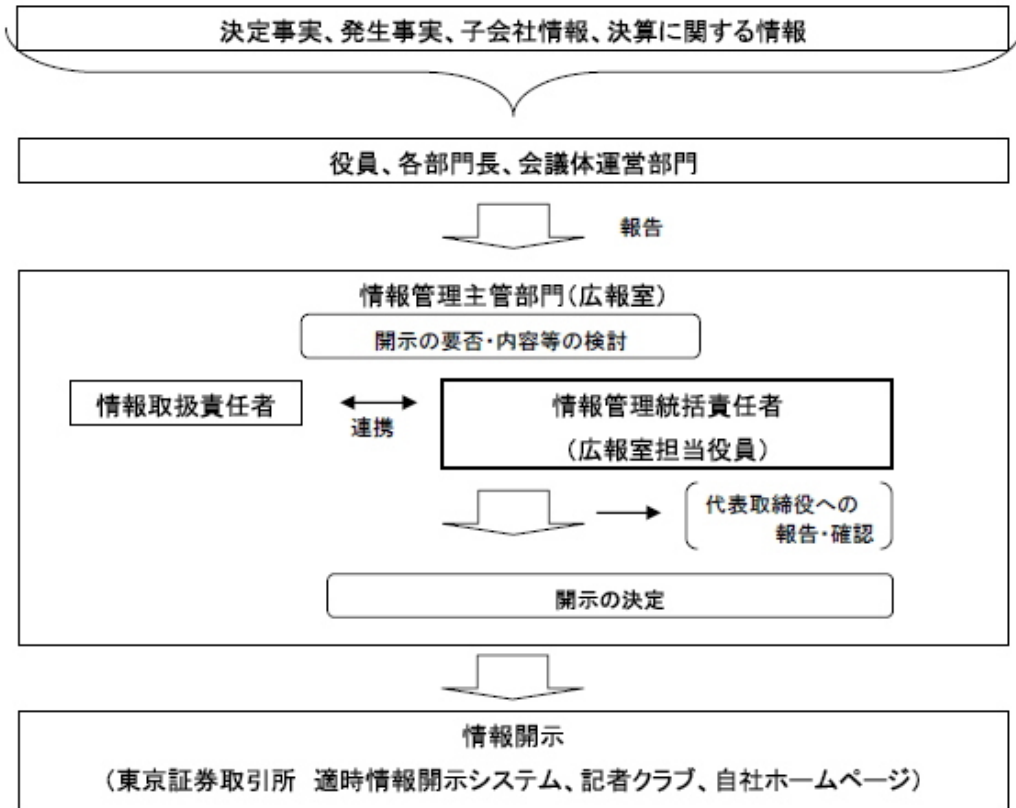 決定事実、発生事実、子会社情報、決算に関する情報
役員、各部門長、会議体運営部門
報告
情報管理主管部門(広報室)
開示の要否・内容等の検討
情報取扱責任者
連携
情報管理統括責任者
(広報室担当役員)
代表取締役への
報告・確認
開示の決定
情報開示
(東京証券取引所 適時情報開示システム、記者クラブ、自社ホームページ)